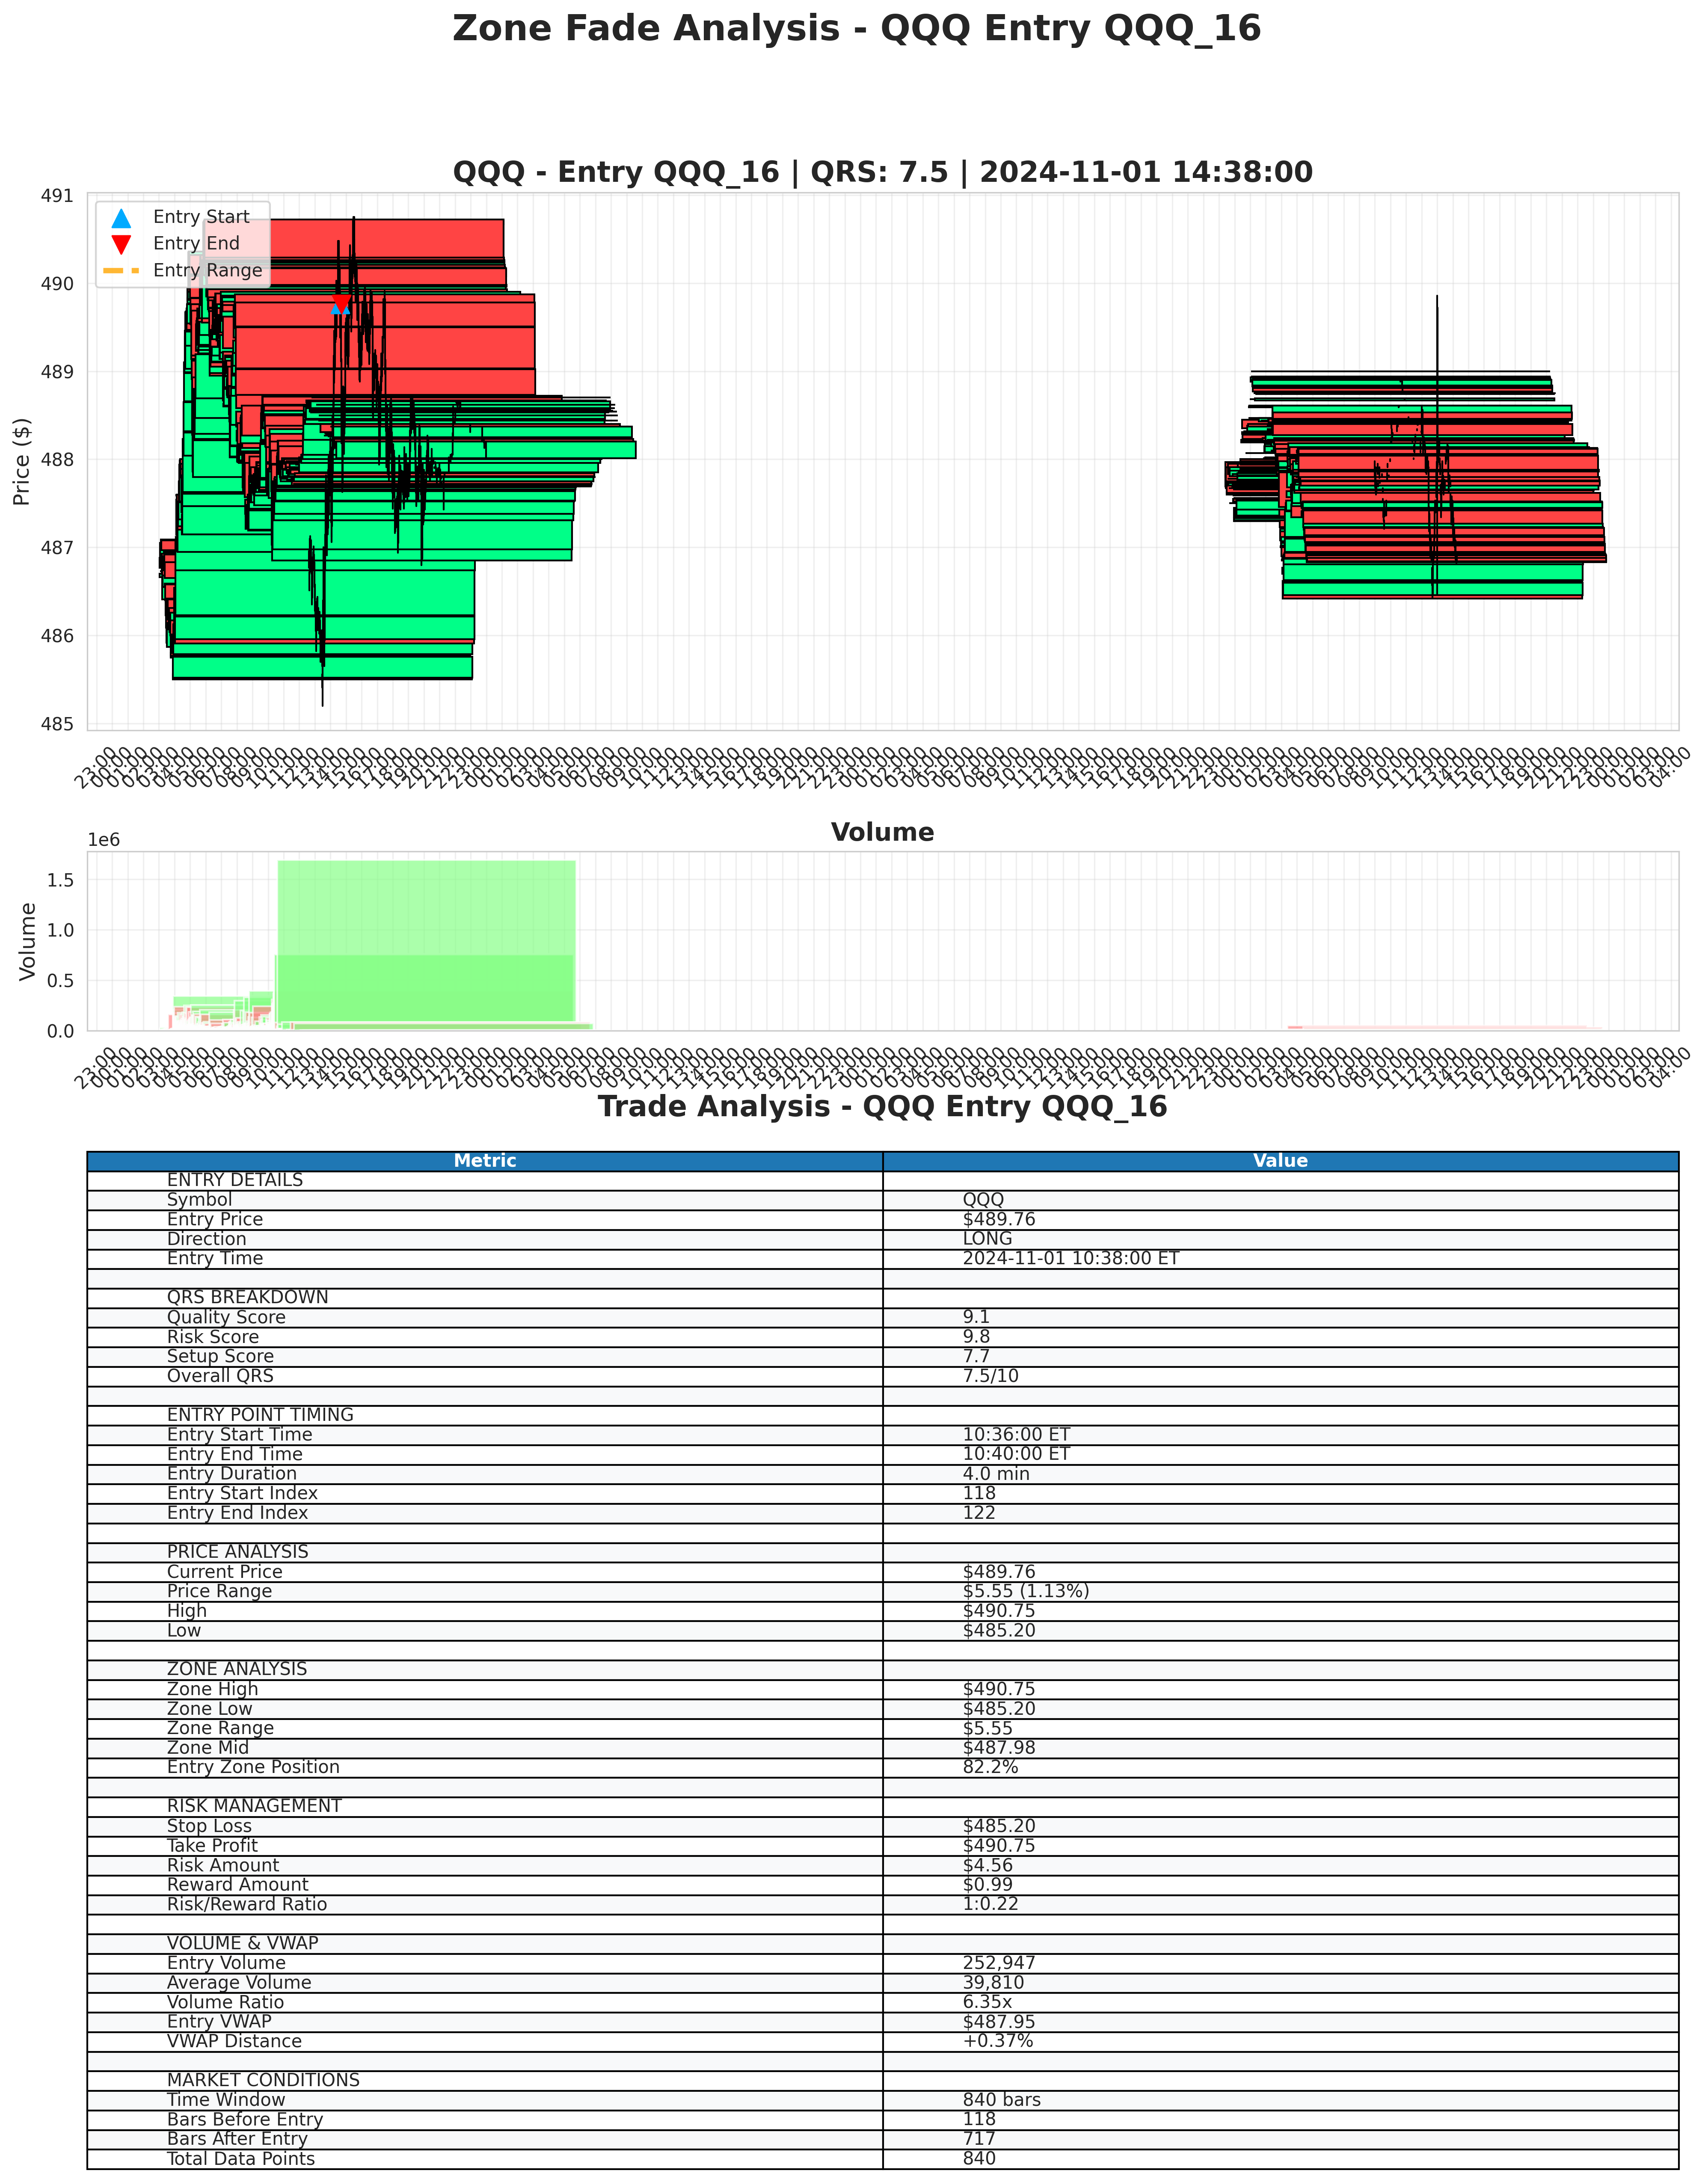 Zone Fade Analysis - QQQ Entry QQQ_16
QQQ - Entry QQQ_16 | QRS: 7.5 | 2024-11-01 14:38:00
Entry Start
Entry End
Entry Range
Price ($)
491
490
489
488
487
486
485
Volume
1e6
Volume
1.5
1.0
0.5
0.0
Trade Analysis - QQQ Entry QQQ_16
Metric Value
ENTRY DETAILS
Symbol QQQ
Entry Price $489.76
Direction LONG
Entry Time 2024-11-01 10:38:00 ET
QRS BREAKDOWN
Quality Score 9.1
Risk Score 9.8
Setup Score 7.7
Overall QRS 7.5/10
ENTRY POINT TIMING
Entry Start Time 10:36:00 ET
Entry End Time 10:40:00 ET
Entry Duration 4.0 min
Entry Start Index 118
Entry End Index 122
PRICE ANALYSIS
Current Price $489.76
Price Range $5.55 (1.13%)
High $490.75
Low $485.20
ZONE ANALYSIS
Zone High $490.75
Zone Low $485.20
Zone Range $5.55
Zone Mid $487.98
Entry Zone Position 82.2%
RISK MANAGEMENT
Stop Loss $485.20
Take Profit $490.75
Risk Amount $4.56
Reward Amount $0.99
Risk/Reward Ratio 1:0.22
VOLUME & VWAP
Entry Volume 252,947
Average Volume 39,810
Volume Ratio 6.35x
Entry VWAP $487.95
VWAP Distance +0.37%
MARKET CONDITIONS
Time Window 840 bars
Bars Before Entry 118
Bars After Entry 717
Total Data Points 840